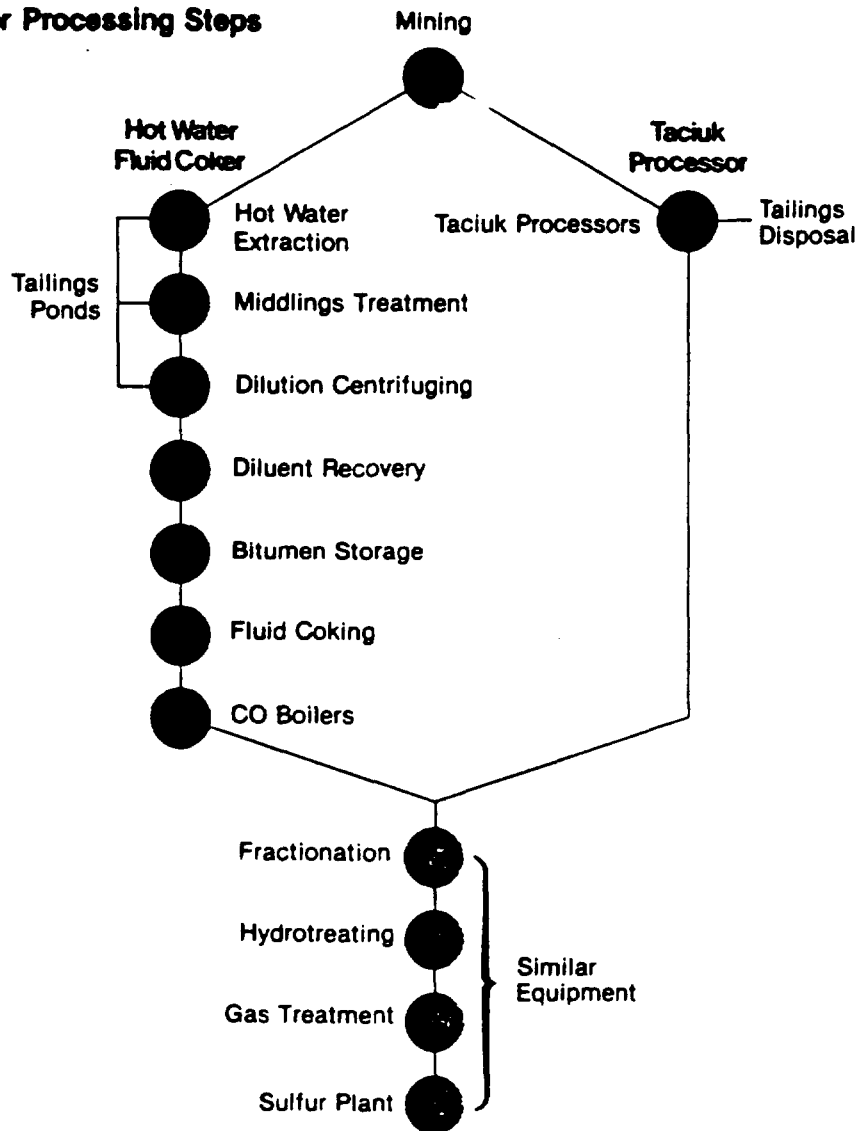 r Processing Steps
Mining
Hot Water
Fluid Coker
Taciuk
Processor
Hot Water
Extraction
Taciuk Processors
Tailings
Disposal
Tailings
Ponds
Middlings Treatment
Dilution Centrifuging
Diluent Recovery
Bitumen Storage
Fluid Coking
CO Boilers
Fractionation
Hydrotreating
Similar
Equipment
Gas Treatment
Sulfur Plant